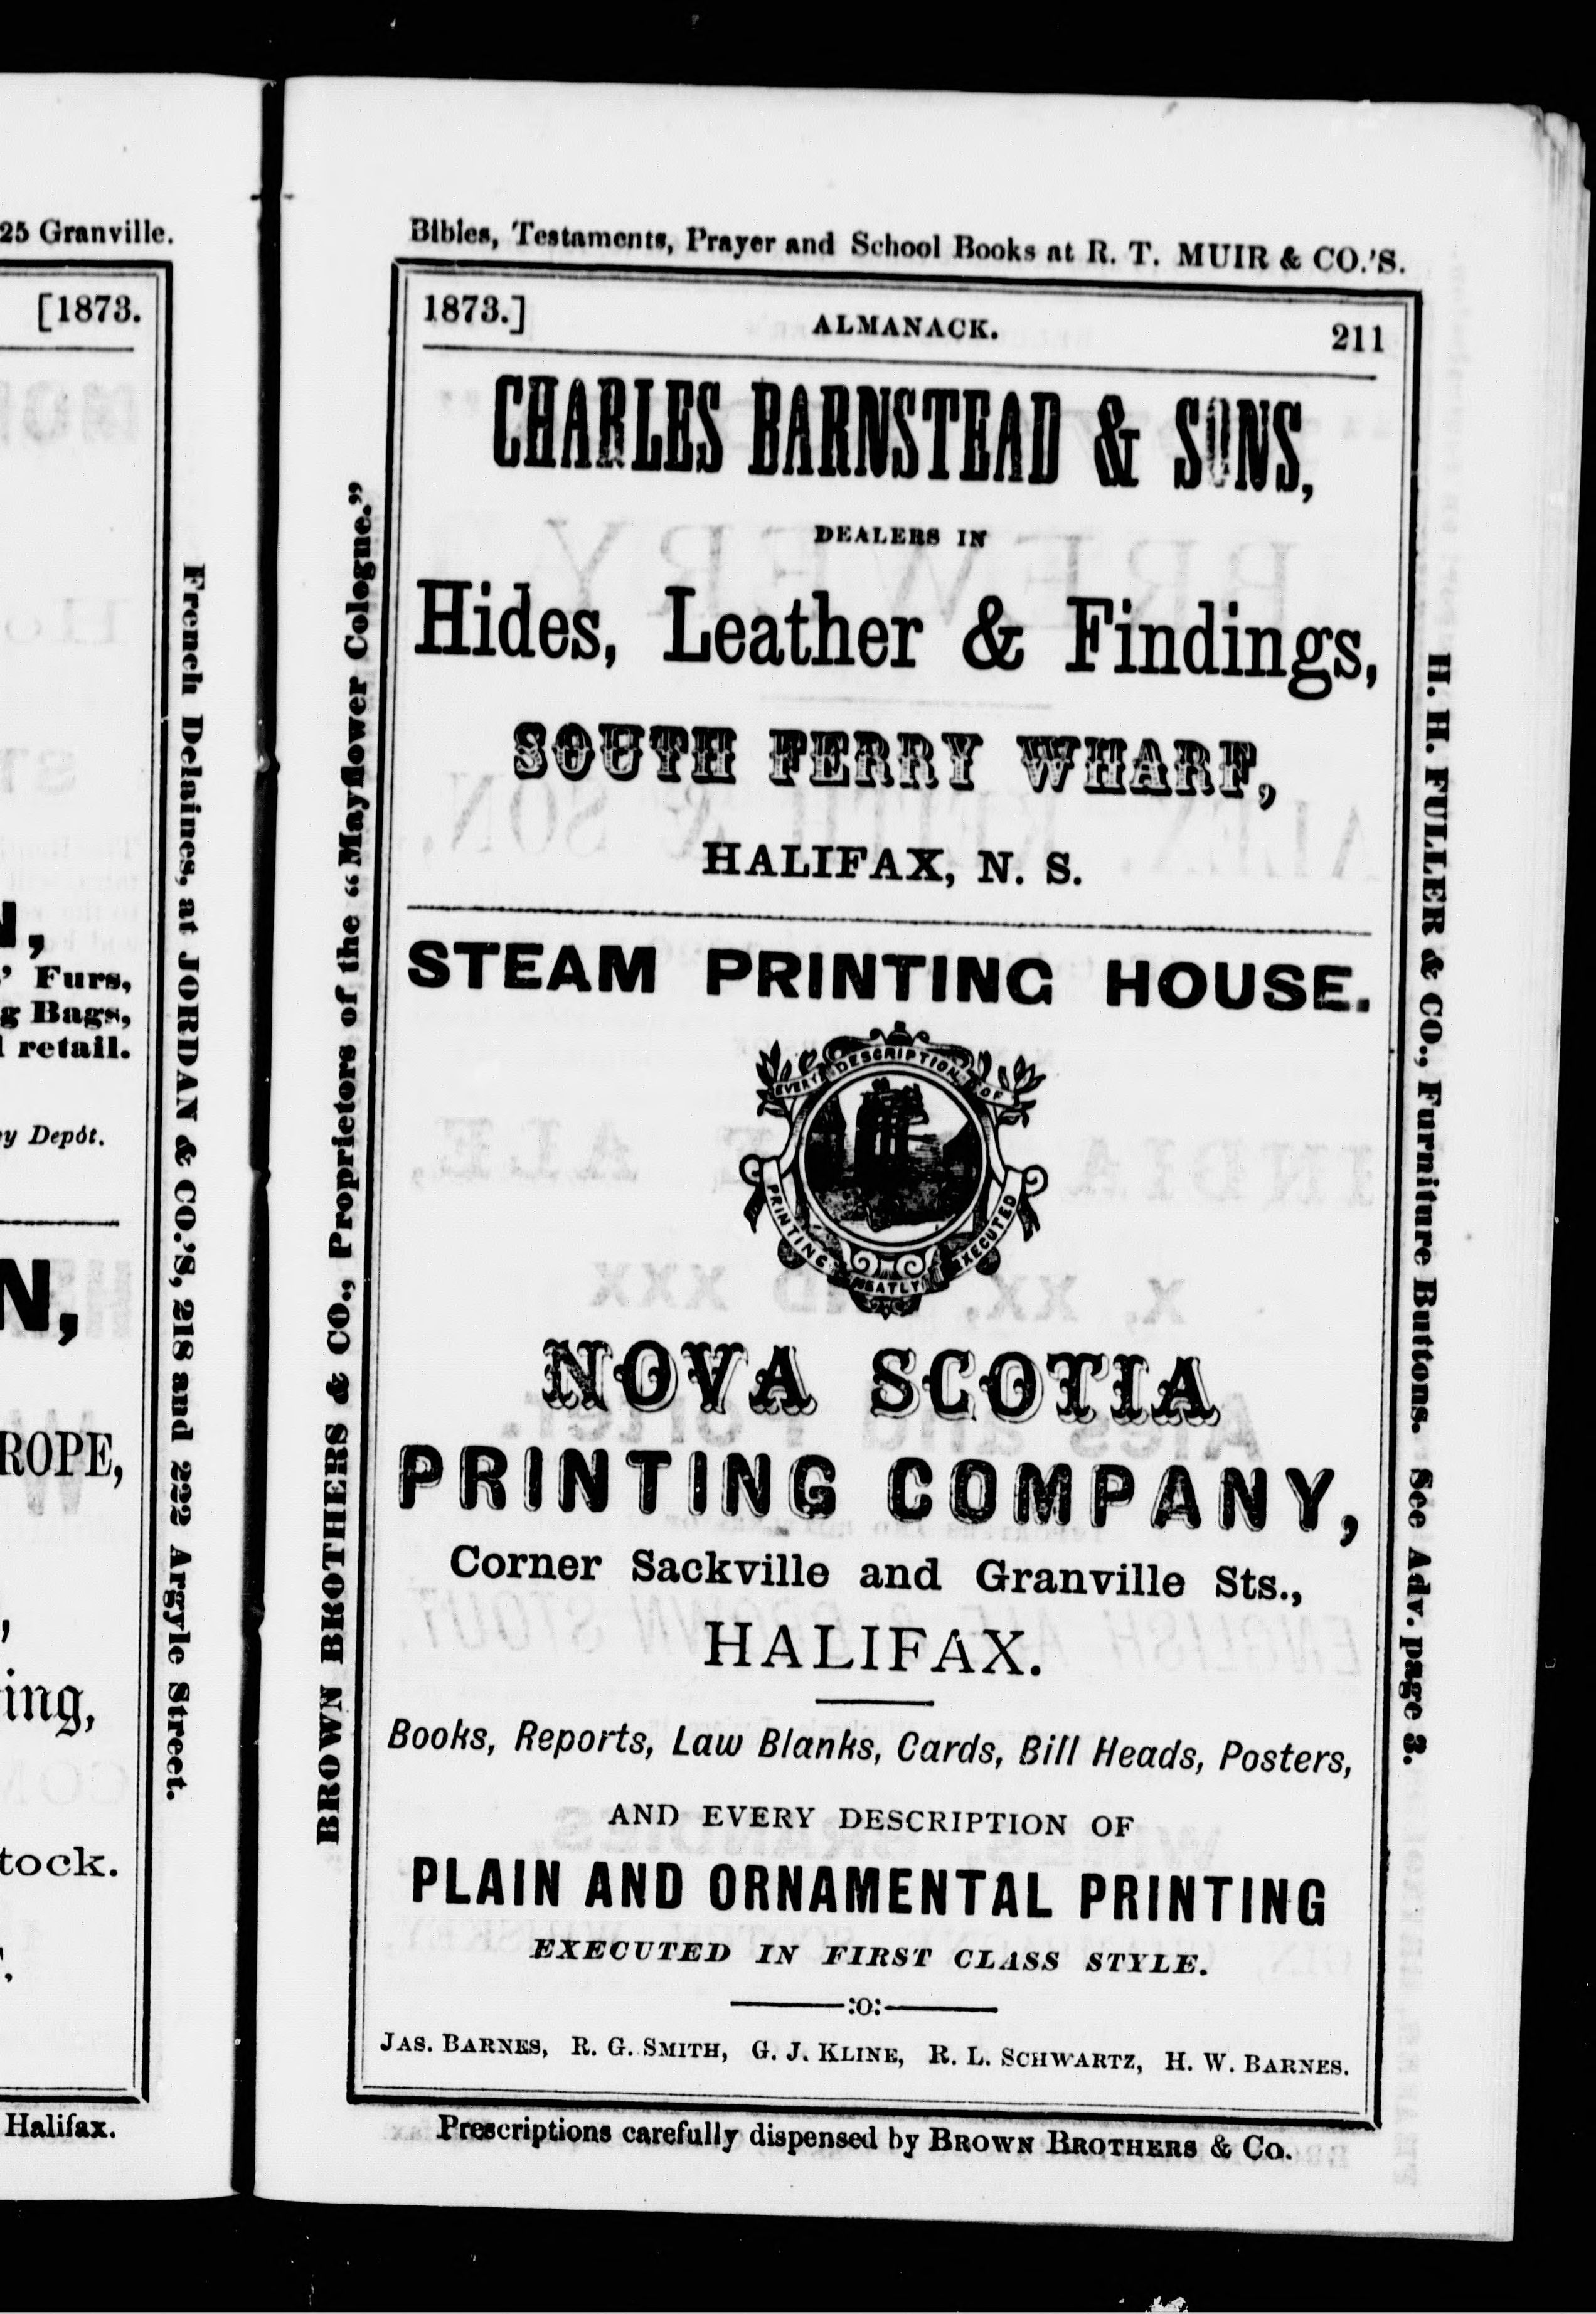 25 Granville.
[1873.
Furs,
Bags,
retail.
Depôt.
ROPE,
Halifax.
French Delaines, at JORDAN & CO.'S, 218 and 222 Argyle Street.
Bibles, Testaments, Prayer and School Books at R. T. MUIR & CO.'S.
BROWN BROTHERS & CO., Proprietors of the "Mayflower Cologne."
1873.] ALMANACK. 211
CHARLES BARNSTEAD & SONS,
DEALERS IN
Hides, Leather & Findings,
SOUTH FERRY WHARF,
HALIFAX, N. S.
STEAM PRINTING HOUSE.
EVERY DESCRIPTION OF
PRINTING NEATLY EXECUTED
NOVA SCOTIA
PRINTING COMPANY,
Corner Sackville and Granville Sts.,
HALIFAX.
Books, Reports, Law Blanks, Cards, Bill Heads, Posters,
AND EVERY DESCRIPTION OF
PLAIN AND ORNAMENTAL PRINTING
EXECUTED IN FIRST CLASS STYLE.
:o:
JAS. BARNES, R. G. SMITH, G. J. KLINE, R. L. SCHWARTZ, H. W. BARNES.
H. H. FULLER & CO., Furniture Buttons. See Adv. page 3.
Prescriptions carefully dispensed by BROWN BROTHERS & Co.